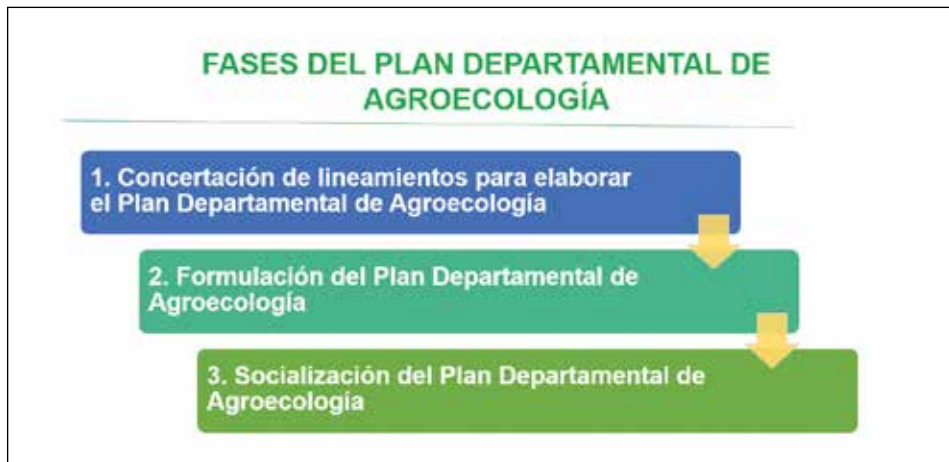 FASES DEL PLAN DEPARTAMENTAL DE
AGROECOLOGÍA
1. Concertación de lineamientos para elaborar
el Plan Departamental de Agroecología
2. Formulación del Plan Departamental de
Agroecología
3. Socialización del Plan Departamental de
Agroecología